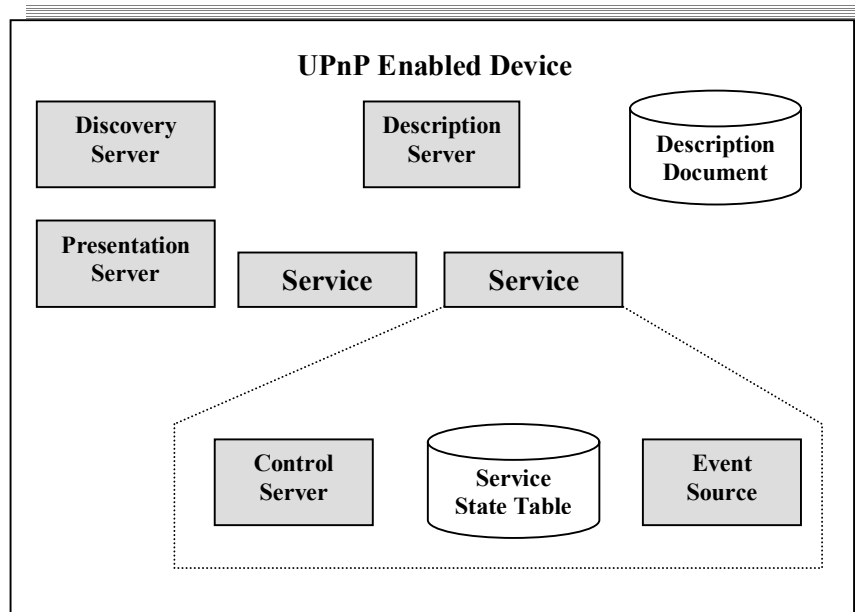 UPnP Enabled Device
Discovery
Server
Description
Server
Description
Document
Presentation
Server
Service
Service
Control
Server
Service
State Table
Event
Source